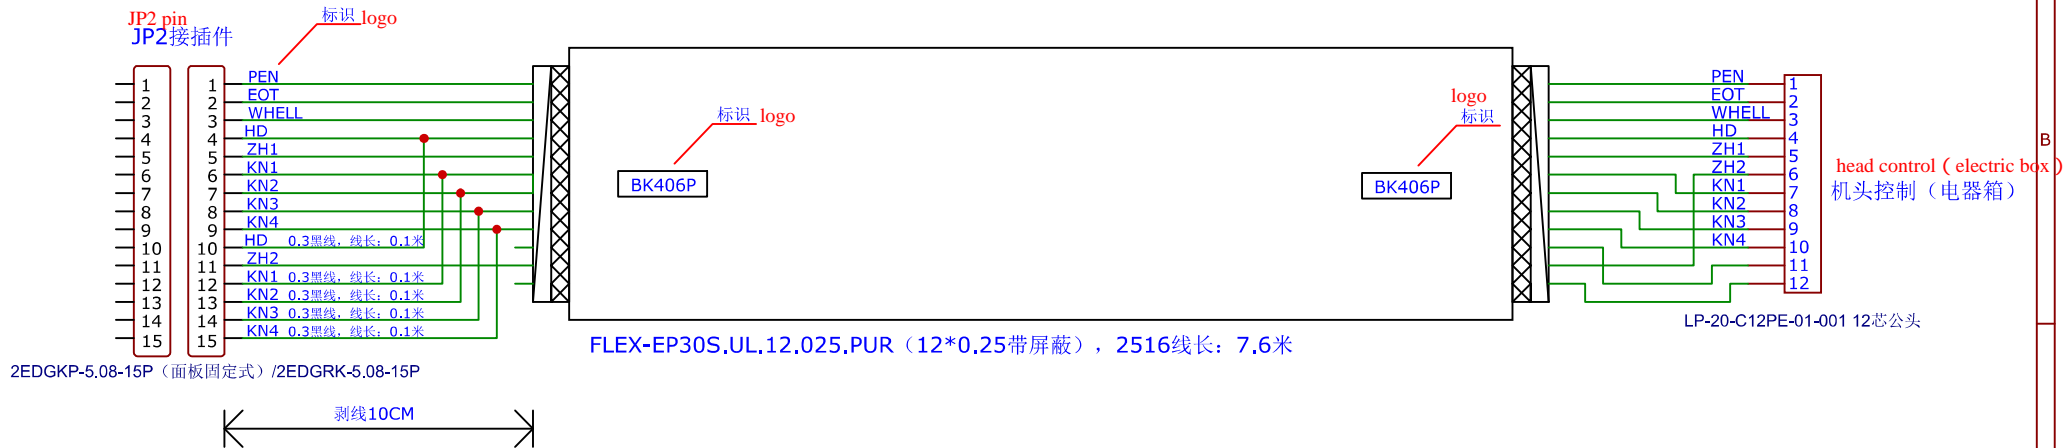 JP2 pin
JP2接插件
标识 logo
1 1 PEN
2 2 EOT
3 3 WHELL
4 4 HD
5 5 ZH1
6 6 KN1
7 7 KN2
8 8 KN3
9 9 KN4
10 10 HD 0.3黑线，线长：0.1米
11 11 ZH2
12 12 KN1 0.3黑线，线长：0.1米
13 13 KN2 0.3黑线，线长：0.1米
14 14 KN3 0.3黑线，线长：0.1米
15 15 KN4 0.3黑线，线长：0.1米
2EDGKP-5.08-15P（面板固定式）/2EDGRK-5.08-15P
剥线10CM
标识 logo
BK406P
logo
标识
BK406P
FLEX-EP30S.UL.12.025.PUR（12*0.25带屏蔽），2516线长：7.6米
PEN 1
EOT 2
WHELL 3
HD 4
ZH1 5
ZH2 6
KN1 7
KN2 8
KN3 9
KN4 10
11
12
head control（electric box）
机头控制（电器箱）
LP-20-C12PE-01-001 12芯公头
B